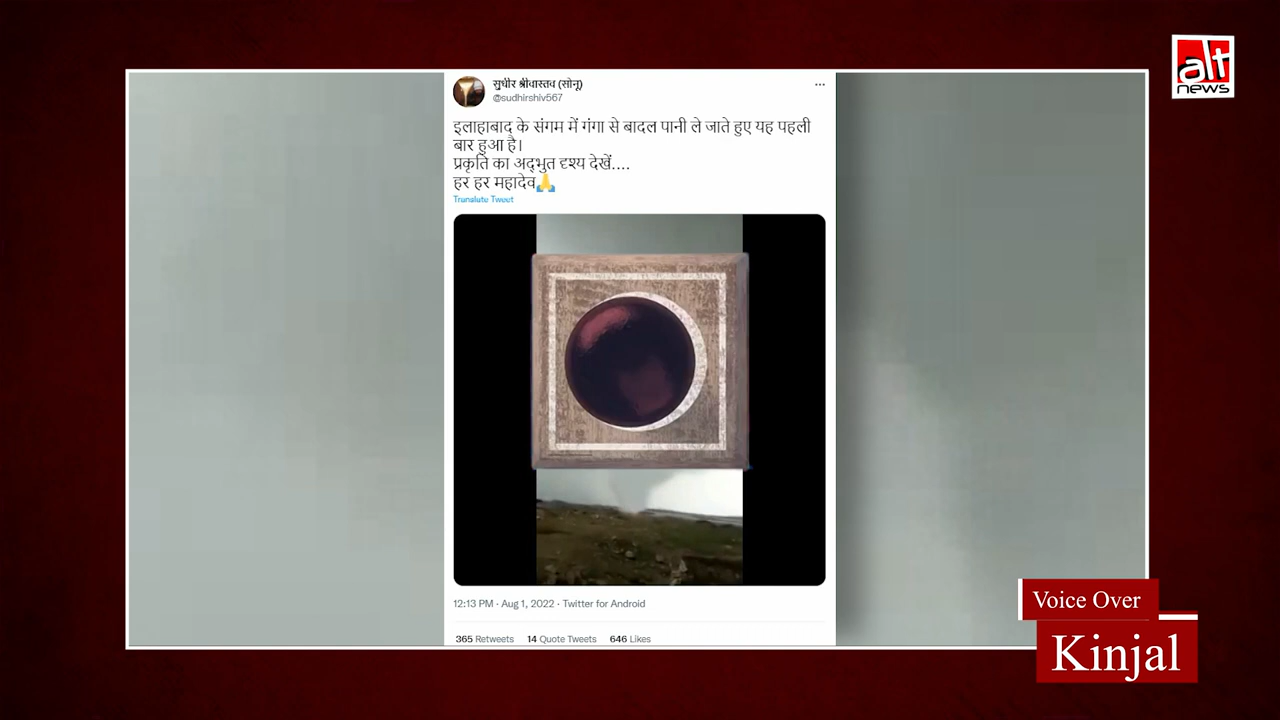 alt
news
सुधीर श्रीवास्तव (सोनू)
@sudhirshiv567
इलाहाबाद के संगम में गंगा से बादल पानी ले जाते हुए यह पहली
बार हुआ है।
प्रकृति का अद्भुत दृश्य देखें....
हर हर महादेव🙏
Translate Tweet
12:13 PM · Aug 1, 2022 · Twitter for Android
365 Retweets 14 Quote Tweets 646 Likes
Voice Over
Kinjal